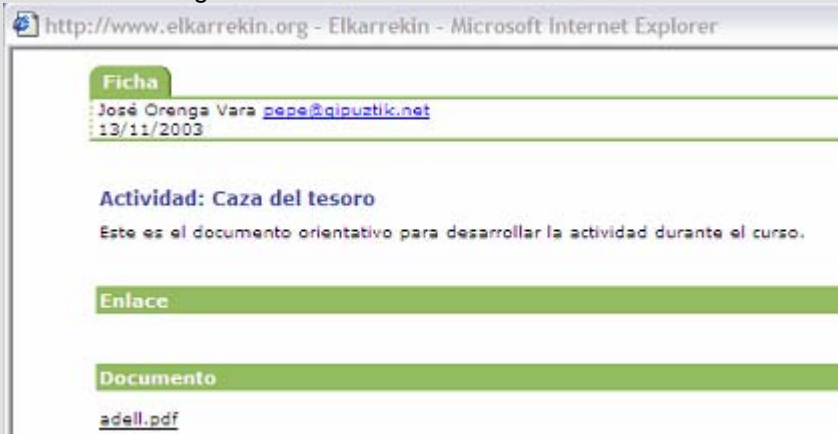 http://www.elkarrekin.org - Elkarrekin - Microsoft Internet Explorer
Ficha
José Orenga Vara pepe@gipuztik.net
13/11/2003
Actividad: Caza del tesoro
Este es el documento orientativo para desarrollar la actividad durante el curso.
Enlace
Documento
adell.pdf